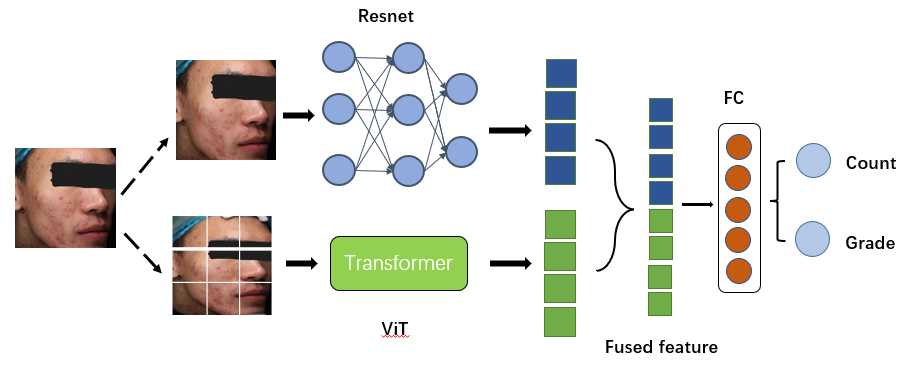 Resnet
FC
Count
Transformer
Grade
ViT
Fused feature